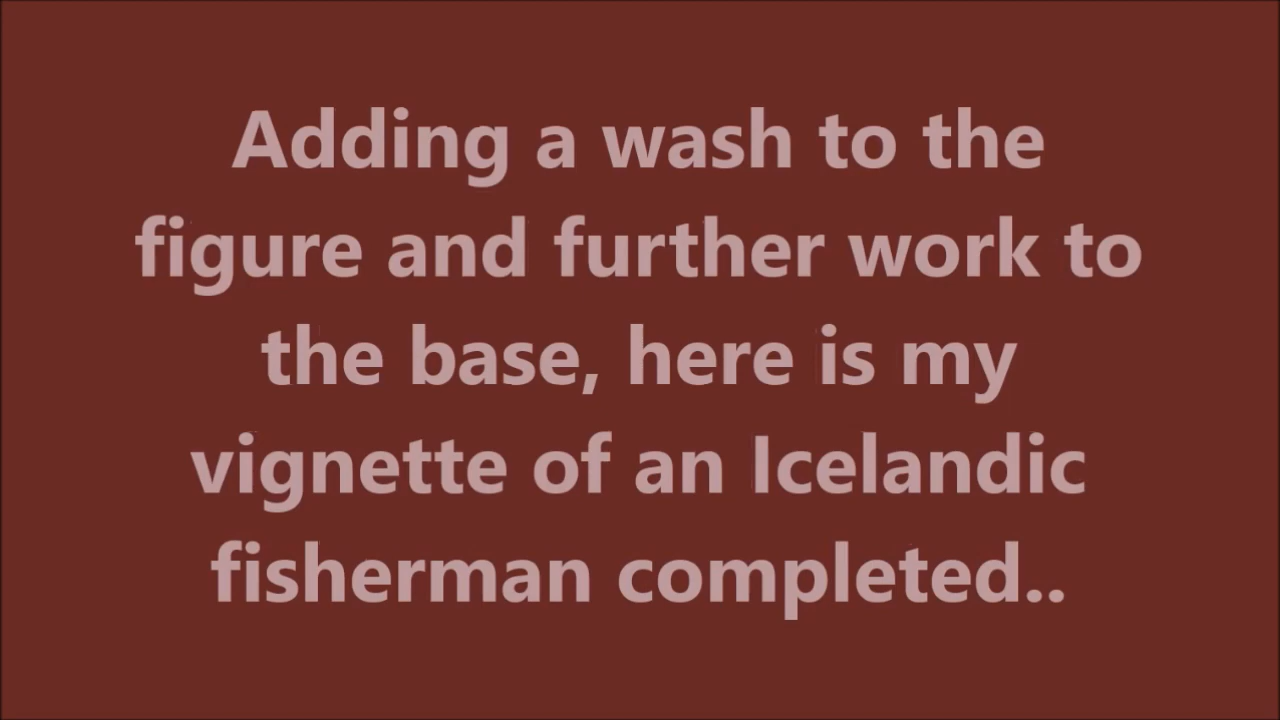 Adding a wash to the
figure and further work to
the base, here is my
vignette of an Icelandic
fisherman completed..